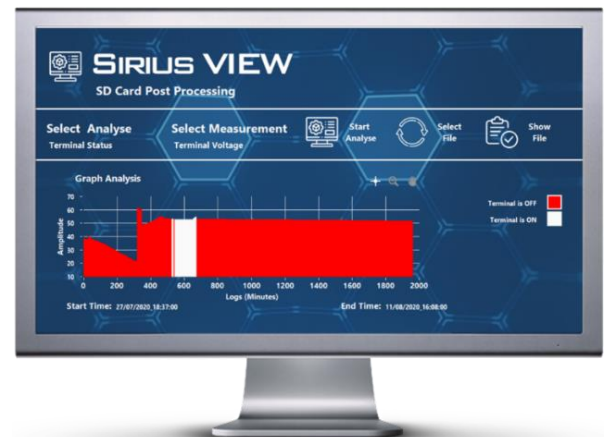 SIRIUS VIEW
SD Card Post Processing
Select Analyse
Terminal Status
Select Measurement
Terminal Voltage
Start
Analyse
Select
File
Show
File
Graph Analysis
Terminal is OFF
Terminal is ON
Amplitude
70
60
50
40
30
20
10
0 200 400 600 800 1000 1200 1400 1600 1800 2000
Logs (Minutes)
Start Time: 27/07/2020_18:37:00
End Time: 11/08/2020_16:08:00